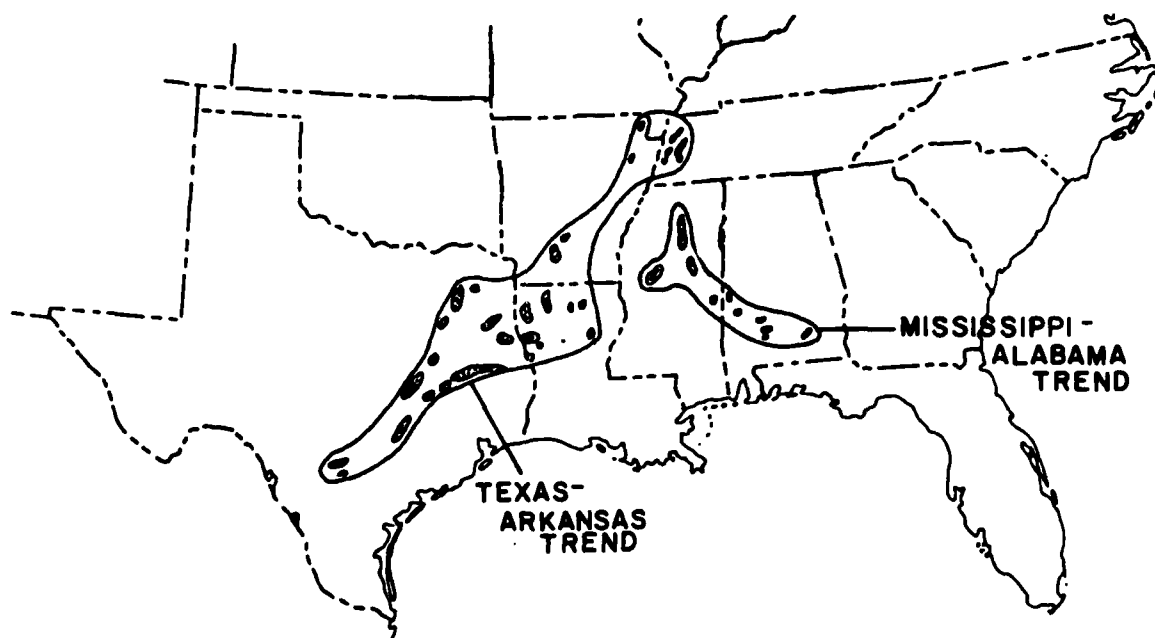 MISSISSIPPI-
ALABAMA
TREND
TEXAS-
ARKANSAS
TREND